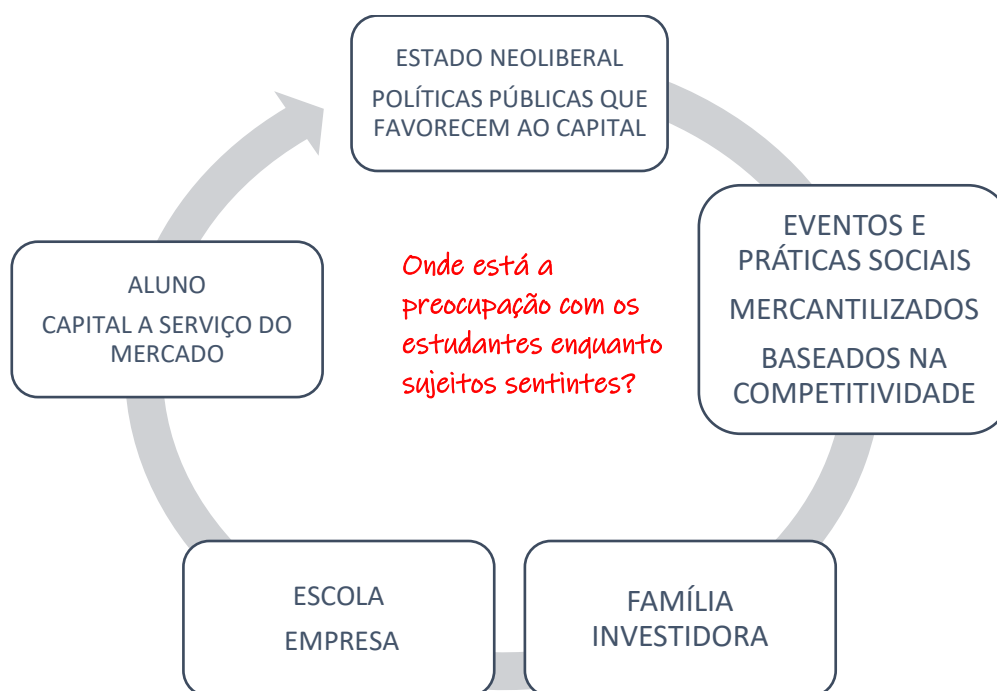 ESTADO NEOLIBERAL
POLÍTICAS PÚBLICAS QUE
FAVORECEM AO CAPITAL
EVENTOS E
PRÁTICAS SOCIAIS
MERCANTILIZADOS
BASEADOS NA
COMPETITIVIDADE
FAMÍLIA
INVESTIDORA
ESCOLA
EMPRESA
ALUNO
CAPITAL A SERVIÇO DO
MERCADO
Onde está a
preocupação com os
estudantes enquanto
sujeitos sentintes?